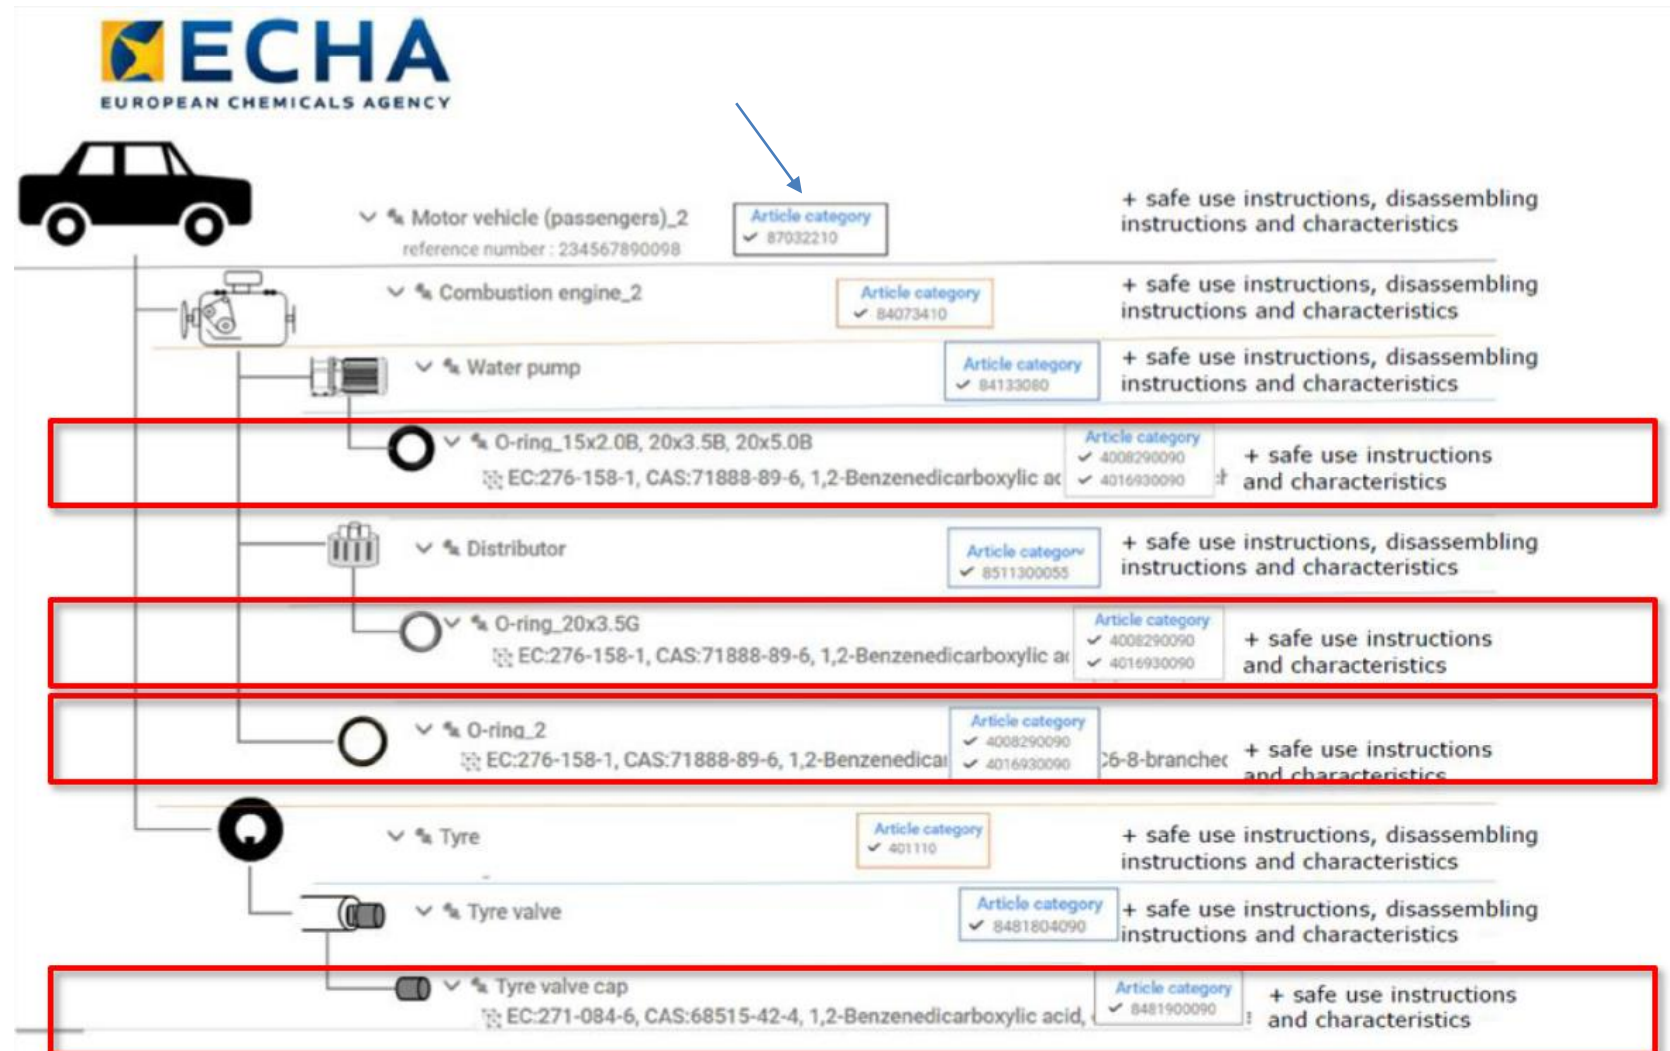 ECHA
EUROPEAN CHEMICALS AGENCY
Motor vehicle (passengers)_2
reference number : 234567890098
Article category
87032210
+ safe use instructions, disassembling
instructions and characteristics
Combustion engine_2
Article category
84073410
+ safe use instructions, disassembling
instructions and characteristics
Water pump
Article category
84133080
+ safe use instructions, disassembling
instructions and characteristics
O-ring_15x2.0B, 20x3.5B, 20x5.0B
EC:276-158-1, CAS:71888-89-6, 1,2-Benzenedicarboxylic ac
Article category
4008290090
4016930090
+ safe use instructions
and characteristics
Distributor
Article category
8511300055
+ safe use instructions, disassembling
instructions and characteristics
O-ring_20x3.5G
EC:276-158-1, CAS:71888-89-6, 1,2-Benzenedicarboxylic a
Article category
4008290090
4016930090
+ safe use instructions
and characteristics
O-ring_2
EC:276-158-1, CAS:71888-89-6, 1,2-Benzenedica
Article category
4008290090
4016930090
6-8-branched
+ safe use instructions
and characteristics
Tyre
Article category
401110
+ safe use instructions, disassembling
instructions and characteristics
Tyre valve
Article category
8481804090
+ safe use instructions, disassembling
instructions and characteristics
Tyre valve cap
EC:271-084-6, CAS:68515-42-4, 1,2-Benzenedicarboxylic acid,
Article category
8481900090
+ safe use instructions
and characteristics